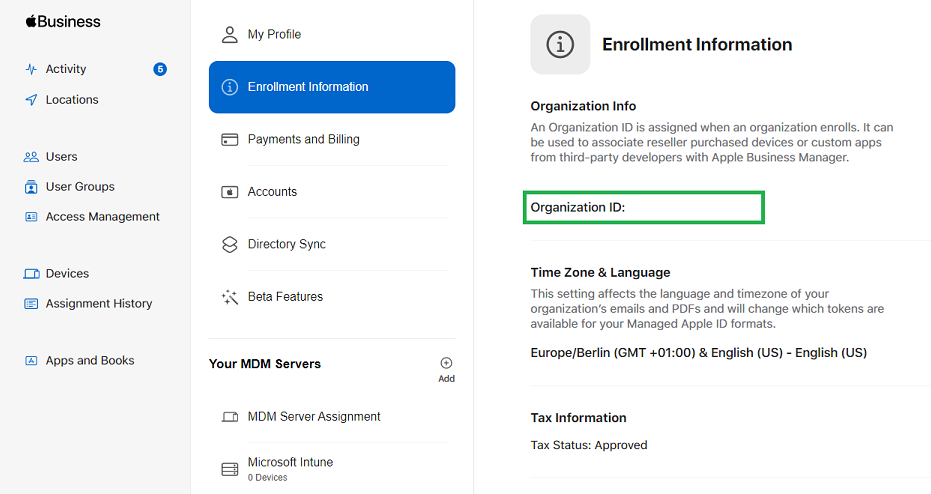 Business
Activity
5
Locations
Users
User Groups
Access Management
Devices
Assignment History
Apps and Books
My Profile
Enrollment Information
Payments and Billing
Accounts
Directory Sync
Beta Features
Your MDM Servers
Add
MDM Server Assignment
Microsoft Intune
0 Devices
Enrollment Information
Organization Info
An Organization ID is assigned when an organization enrolls. It can
be used to associate reseller purchased devices or custom apps
from third-party developers with Apple Business Manager.
Organization ID:
Time Zone & Language
This setting affects the language and timezone of your
organization's emails and PDFs and will change which tokens are
available for your Managed Apple ID formats.
Europe/Berlin (GMT +01:00) & English (US) - English (US)
Tax Information
Tax Status: Approved